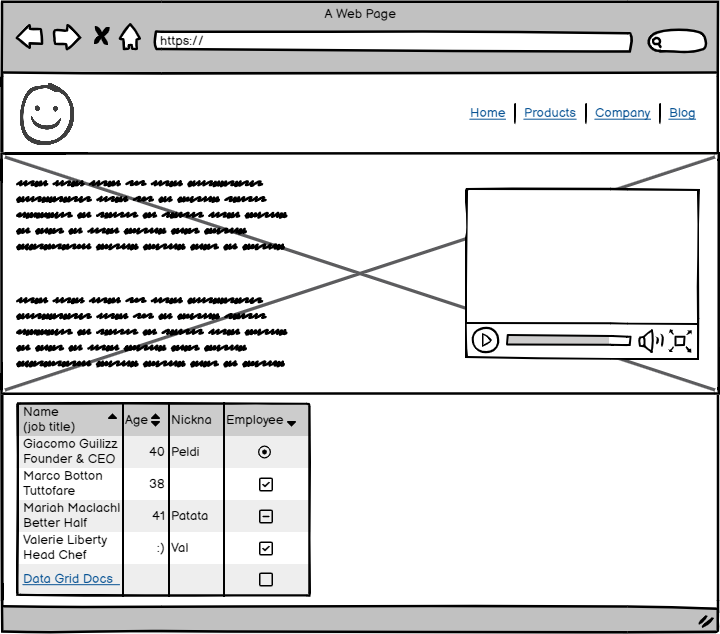 A Web Page
https://
Home Products Company Blog
Name
(job title)
Age
Nickna
Employee
Giacomo Guilizz
Founder & CEO
40
Peldi
Marco Botton
Tuttofare
38
Mariah Maclachl
Better Half
41
Patata
Valerie Liberty
Head Chef
:)
Val
Data Grid Docs